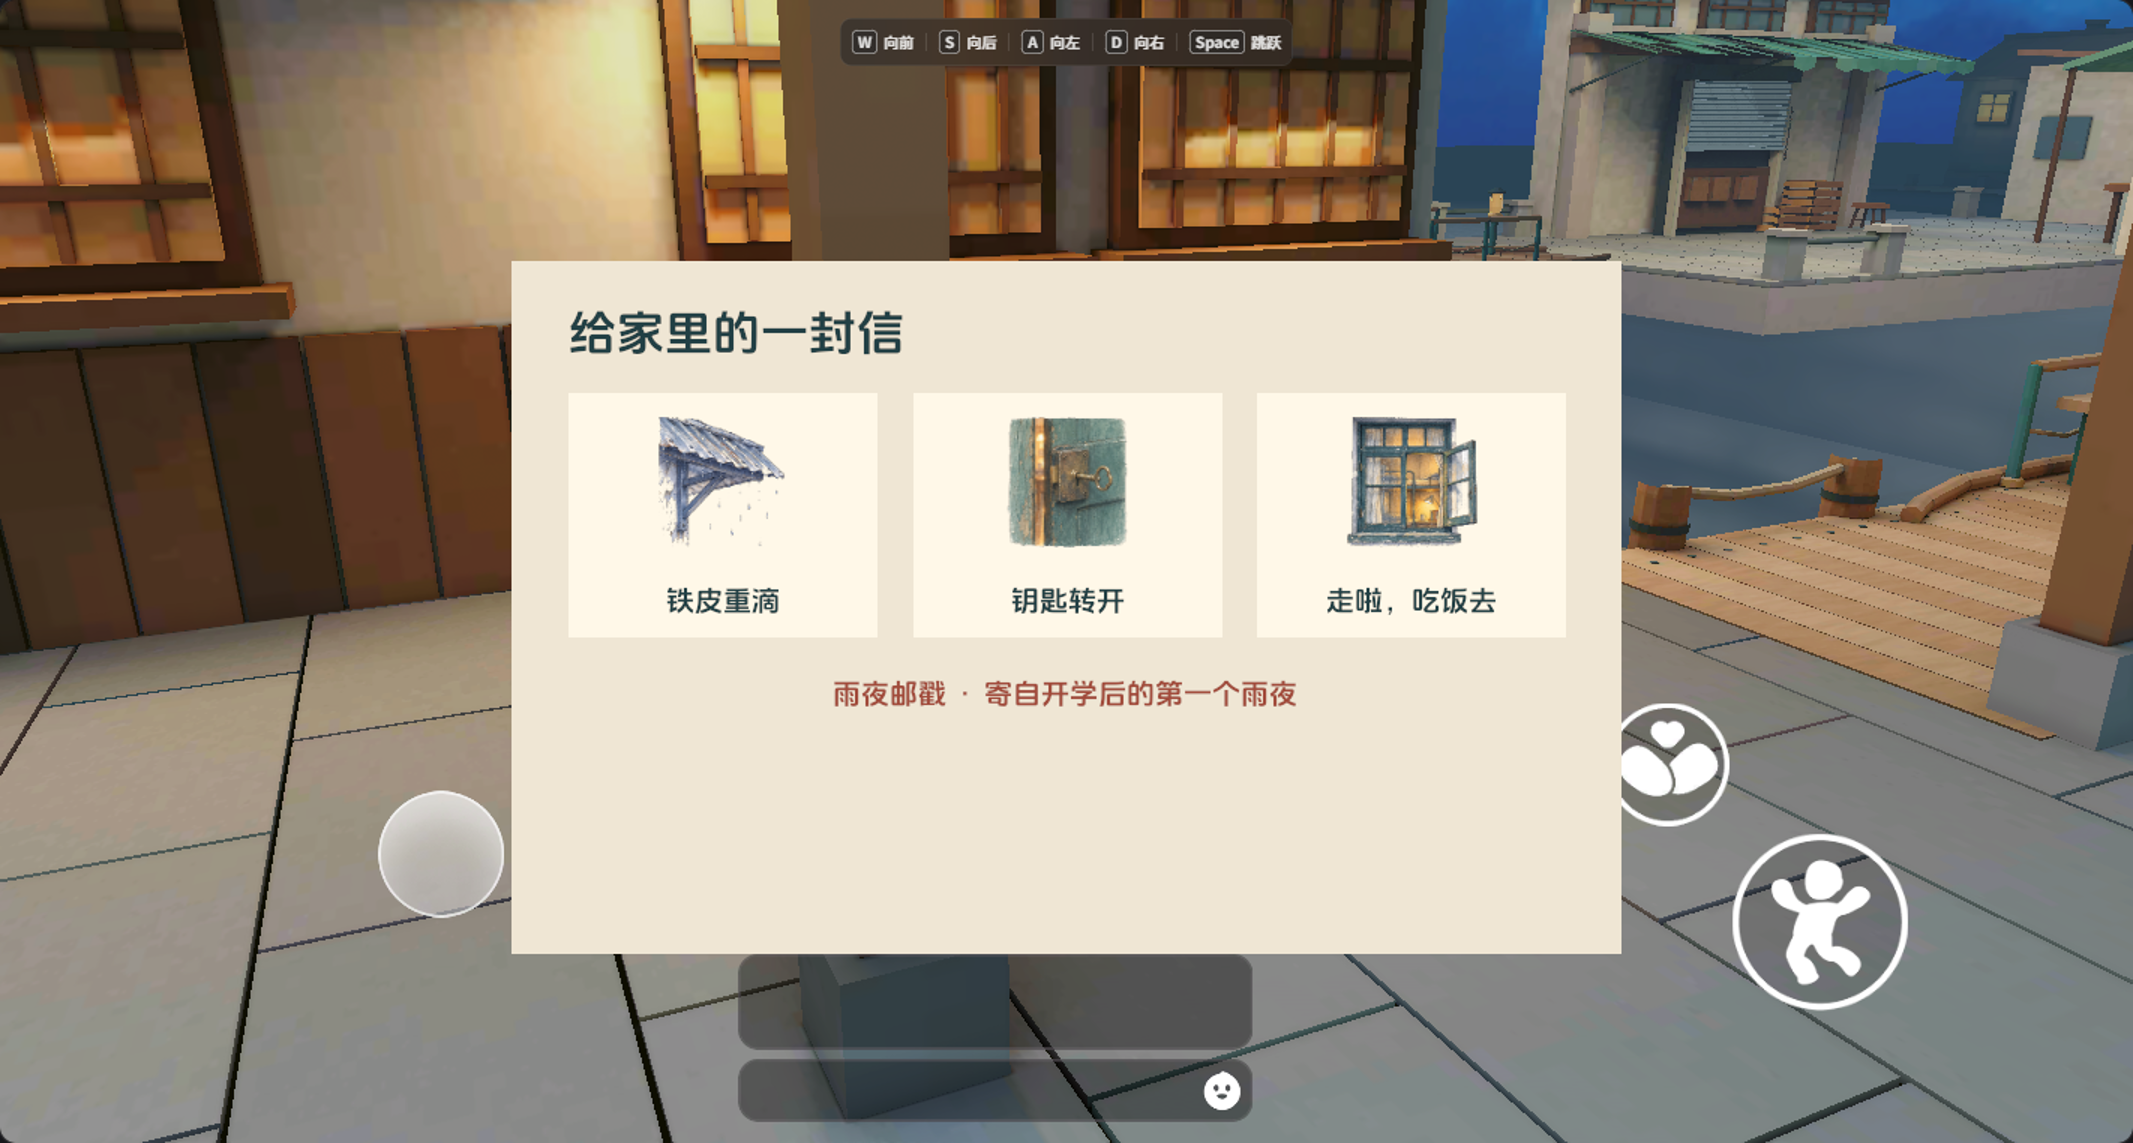 W 向前 S 向后 A 向左 D 向右 Space 跳跃
给家里的一封信
铁皮重滴
钥匙转开
走啦，吃饭去
雨夜邮戳 · 寄自开学后的第一个雨夜